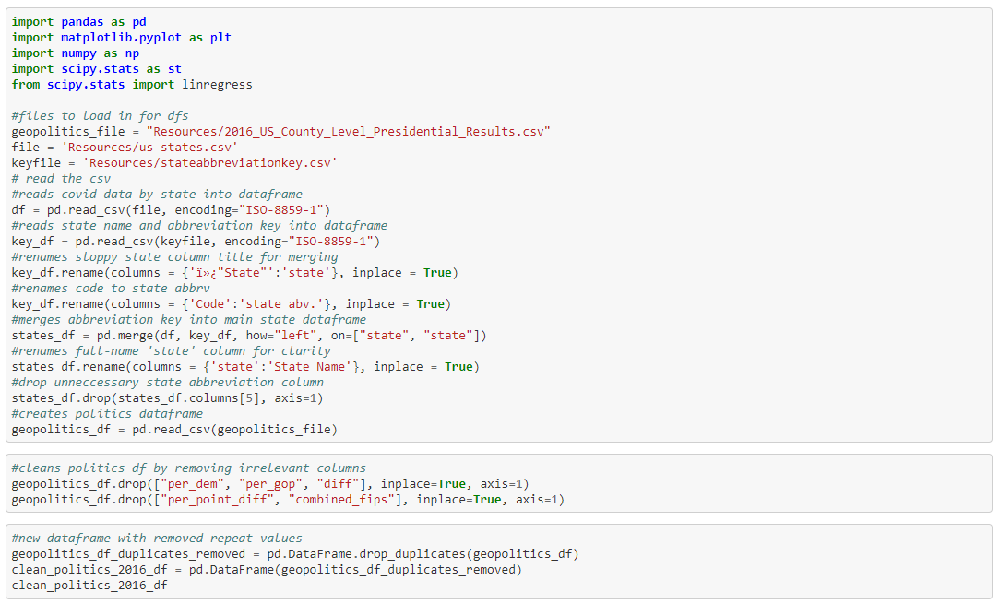 import pandas as pd
import matplotlib.pyplot as plt
import numpy as np
import scipy.stats as st
from scipy.stats import linregress
#files to load in for dfs
geopolitics_file = "Resources/2016_US_County_Level_Presidential_Results.csv"
file = 'Resources/us-states.csv'
keyfile = 'Resources/stateabbreviationkey.csv'
# read the csv
#reads covid data by state into dataframe
df = pd.read_csv(file, encoding="ISO-8859-1")
#reads state name and abbreviation key into dataframe
key_df = pd.read_csv(keyfile, encoding="ISO-8859-1")
#renames sloppy state column title for merging
key_df.rename(columns = {'ï»¿"State"':'state'}, inplace = True)
#renames code to state abbrv
key_df.rename(columns = {'Code':'state abv.'}, inplace = True)
#merges abbreviation key into main state dataframe
states_df = pd.merge(df, key_df, how="left", on=["state", "state"])
#renames full-name 'state' column for clarity
states_df.rename(columns = {'state':'State Name'}, inplace = True)
#drop unneccessary state abbreviation column
states_df.drop(states_df.columns[5], axis=1)
#creates politics dataframe
geopolitics_df = pd.read_csv(geopolitics_file)
#cleans politics df by removing irrelevant columns
geopolitics_df.drop(["per_dem", "per_gop", "diff"], inplace=True, axis=1)
geopolitics_df.drop(["per_point_diff", "combined_fips"], inplace=True, axis=1)
#new dataframe with removed repeat values
geopolitics_df_duplicates_removed = pd.DataFrame.drop_duplicates(geopolitics_df)
clean_politics_2016_df = pd.DataFrame(geopolitics_df_duplicates_removed)
clean_politics_2016_df